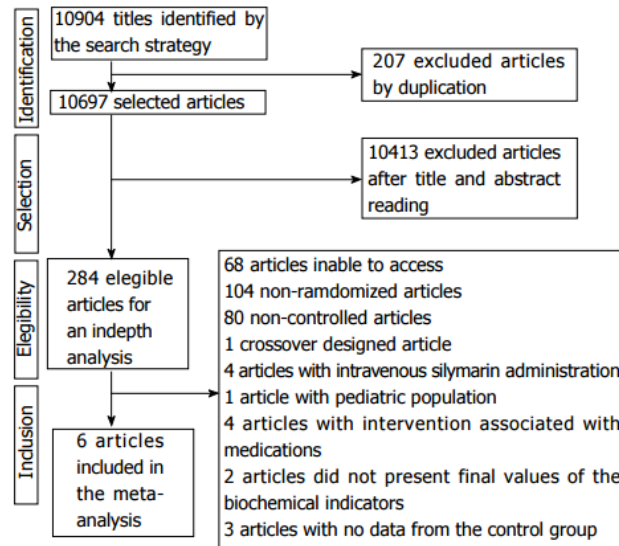 10904 titles identified by
the search strategy
207 excluded articles
by duplication
10697 selected articles
Identification
10413 excluded articles
after title and abstract
reading
Selection
284 elegible
articles for
an indepth
analysis
Elegibility
68 articles inable to access
104 non-ramdomized articles
80 non-controlled articles
1 crossover designed article
4 articles with intravenous silymarin administration
1 article with pediatric population
4 articles with intervention associated with
medications
2 articles did not present final values of the
biochemical indicators
3 articles with no data from the control group
6 articles
included in
the meta-
analysis
Inclusion